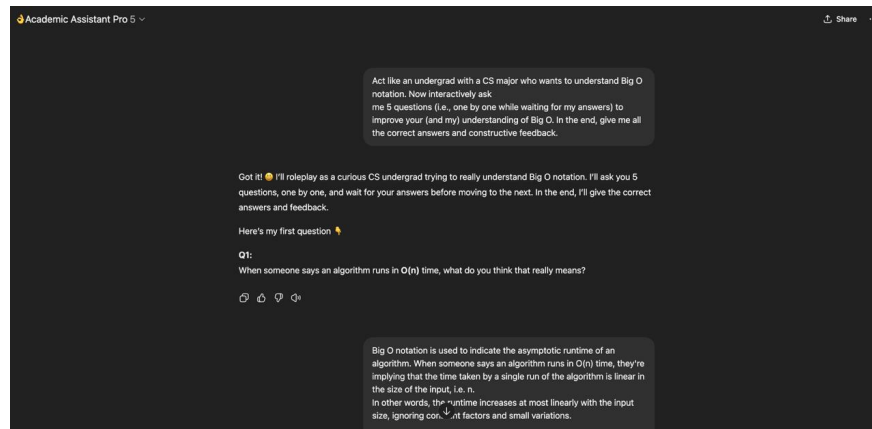 👌Academic Assistant Pro 5
Share
Act like an undergrad with a CS major who wants to understand Big O
notation. Now interactively ask
me 5 questions (i.e., one by one while waiting for my answers) to
improve your (and my) understanding of Big O. In the end, give me all
the correct answers and constructive feedback.
Got it! 😄 I'll roleplay as a curious CS undergrad trying to really understand Big O notation. I'll ask you 5
questions, one by one, and wait for your answers before moving to the next. In the end, I'll give the correct
answers and feedback.
Here's my first question 👇
Q1:
When someone says an algorithm runs in O(n) time, what do you think that really means?
Big O notation is used to indicate the asymptotic runtime of an
algorithm. When someone says an algorithm runs in O(n) time, they're
implying that the time taken by a single run of the algorithm is linear in
the size of the input, i.e. n.
In other words, the runtime increases at most linearly with the input
size, ignoring factors and small variations.